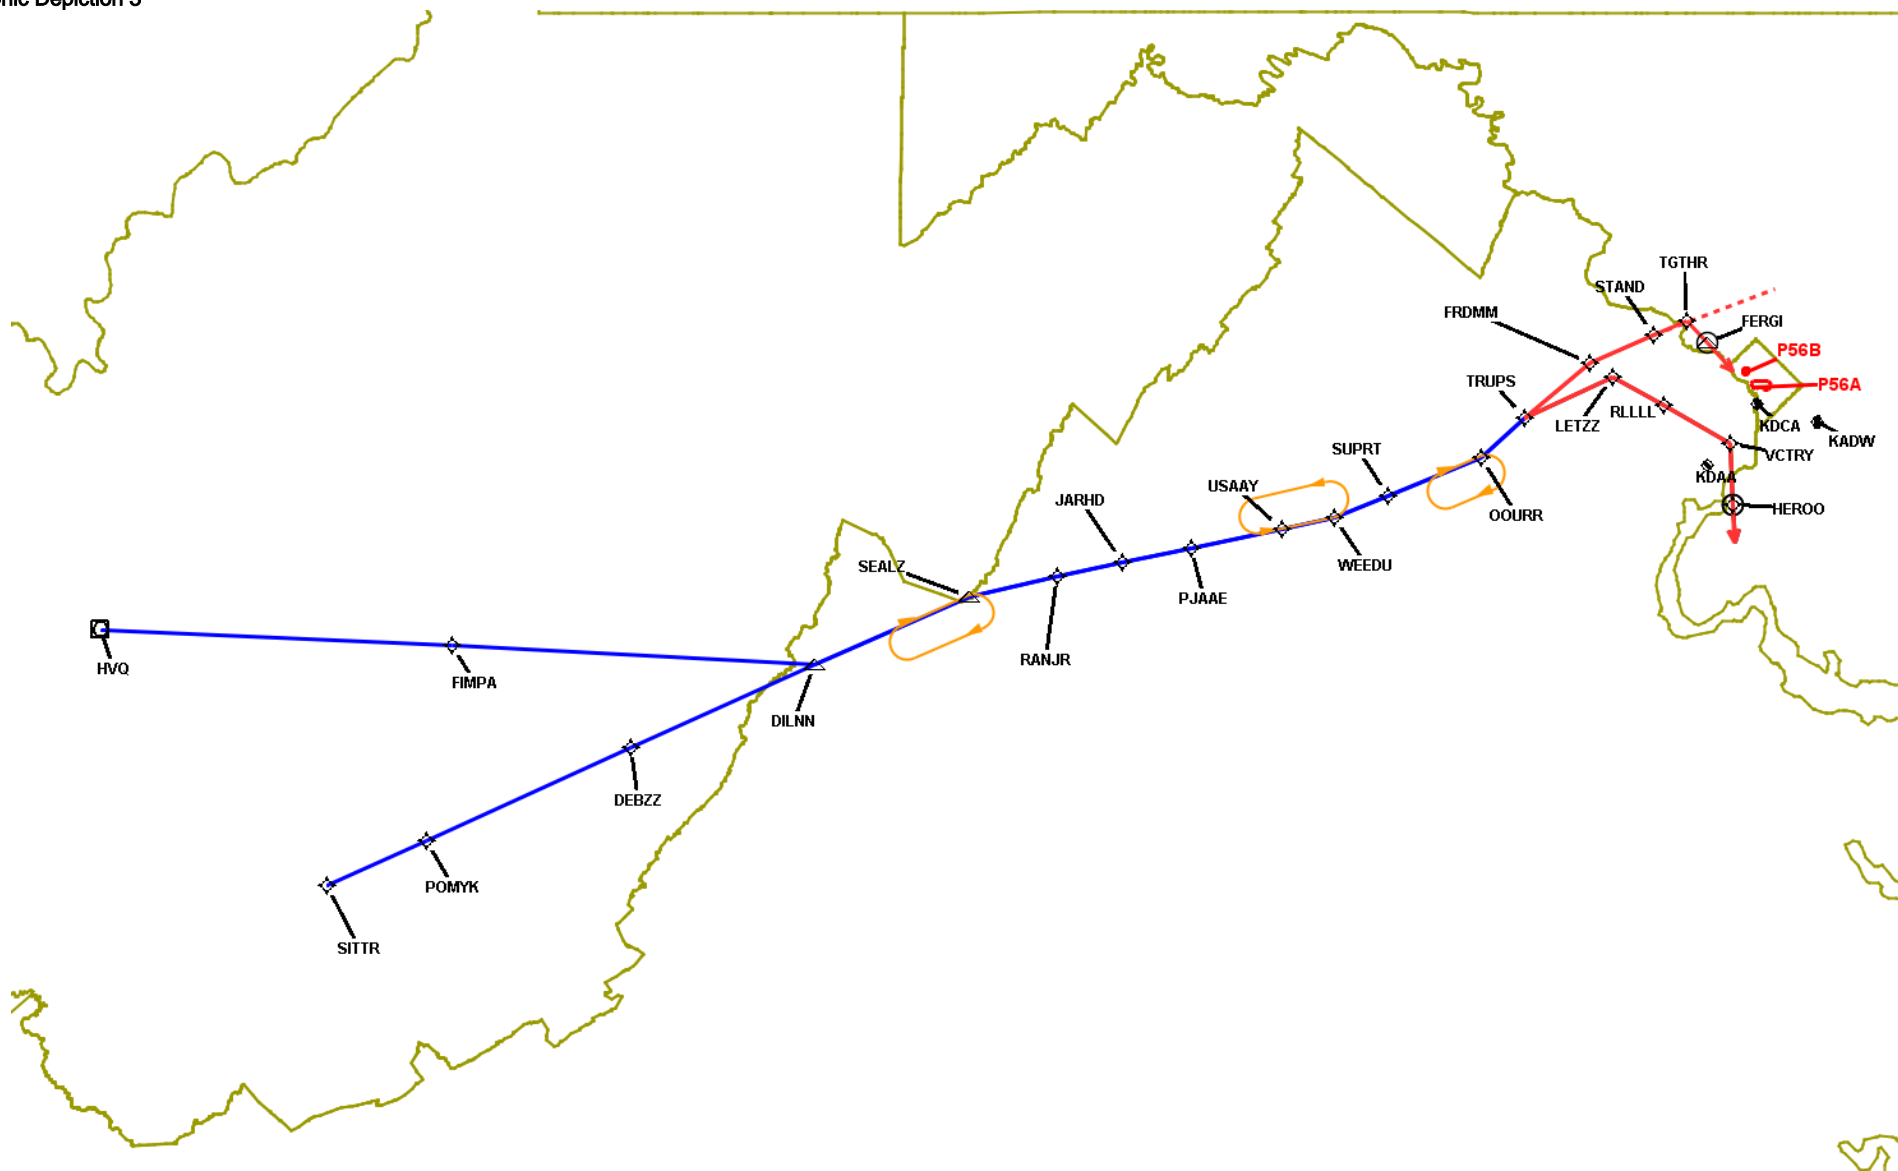 TGTHR
STAND
FRDMM
FERGI
P56B
P56A
TRUPS
LETZZ
RLLLL
KDCA
KADW
VCTRY
KDAA
SUPRT
USAAY
JARHD
OOURR
HEROO
WEEDU
SEALZ
PJAAE
RANJR
HVQ
FIMPA
DILNN
DEBZZ
POMYK
SITTR